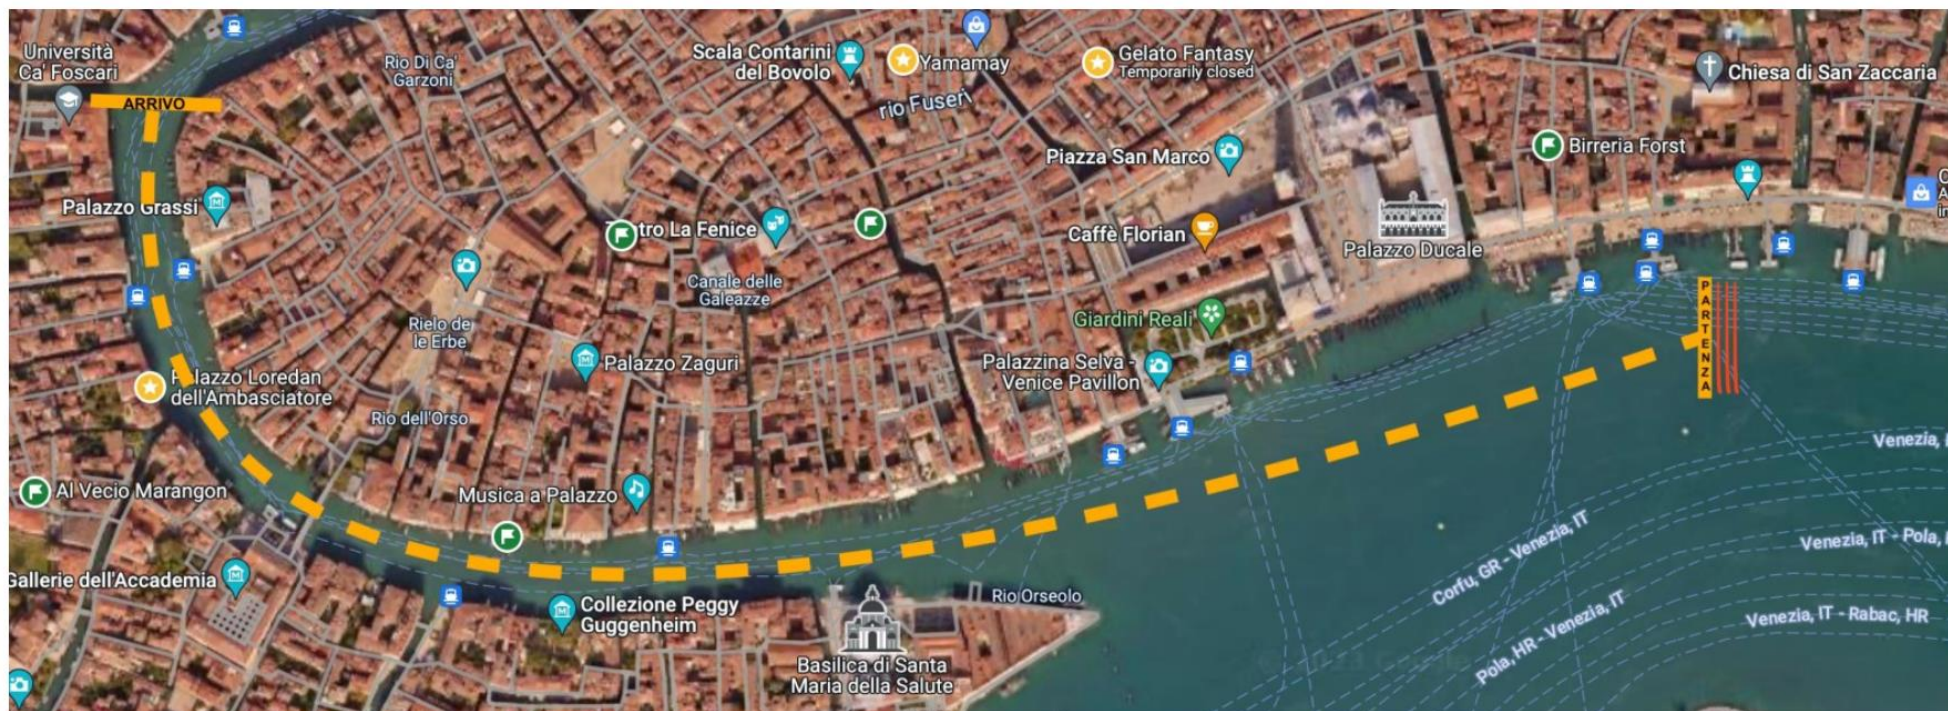 Università
Ca' Foscari
ARRIVO
Rio Di Ca'
Garzoni
Scala Contarini
del Bovolo
Yamamay
rio Fuseri
Gelato Fantasy
Temporarily closed
Chiesa di San Zaccaria
Piazza San Marco
Birreria Forst
Palazzo Grassi
tro La Fenice
Caffè Florian
Palazzo Ducale
Canale delle
Galeazze
PARTENZA
Rielo de
le Erbe
Giardini Reali
Palazzo Zaguri
Palazzina Selva -
Venice Pavillon
Palazzo Loredan
dell'Ambasciatore
Rio dell'Orso
Venezia,
Al Vecio Marangon
Musica a Palazzo
Corfu, GR - Venezia, IT
Venezia, IT - Pola,
Gallerie dell'Accademia
Collezione Peggy
Guggenheim
Rio Orseolo
Pola, HR - Venezia, IT
Venezia, IT - Rabac, HR
Basilica di Santa
Maria della Salute